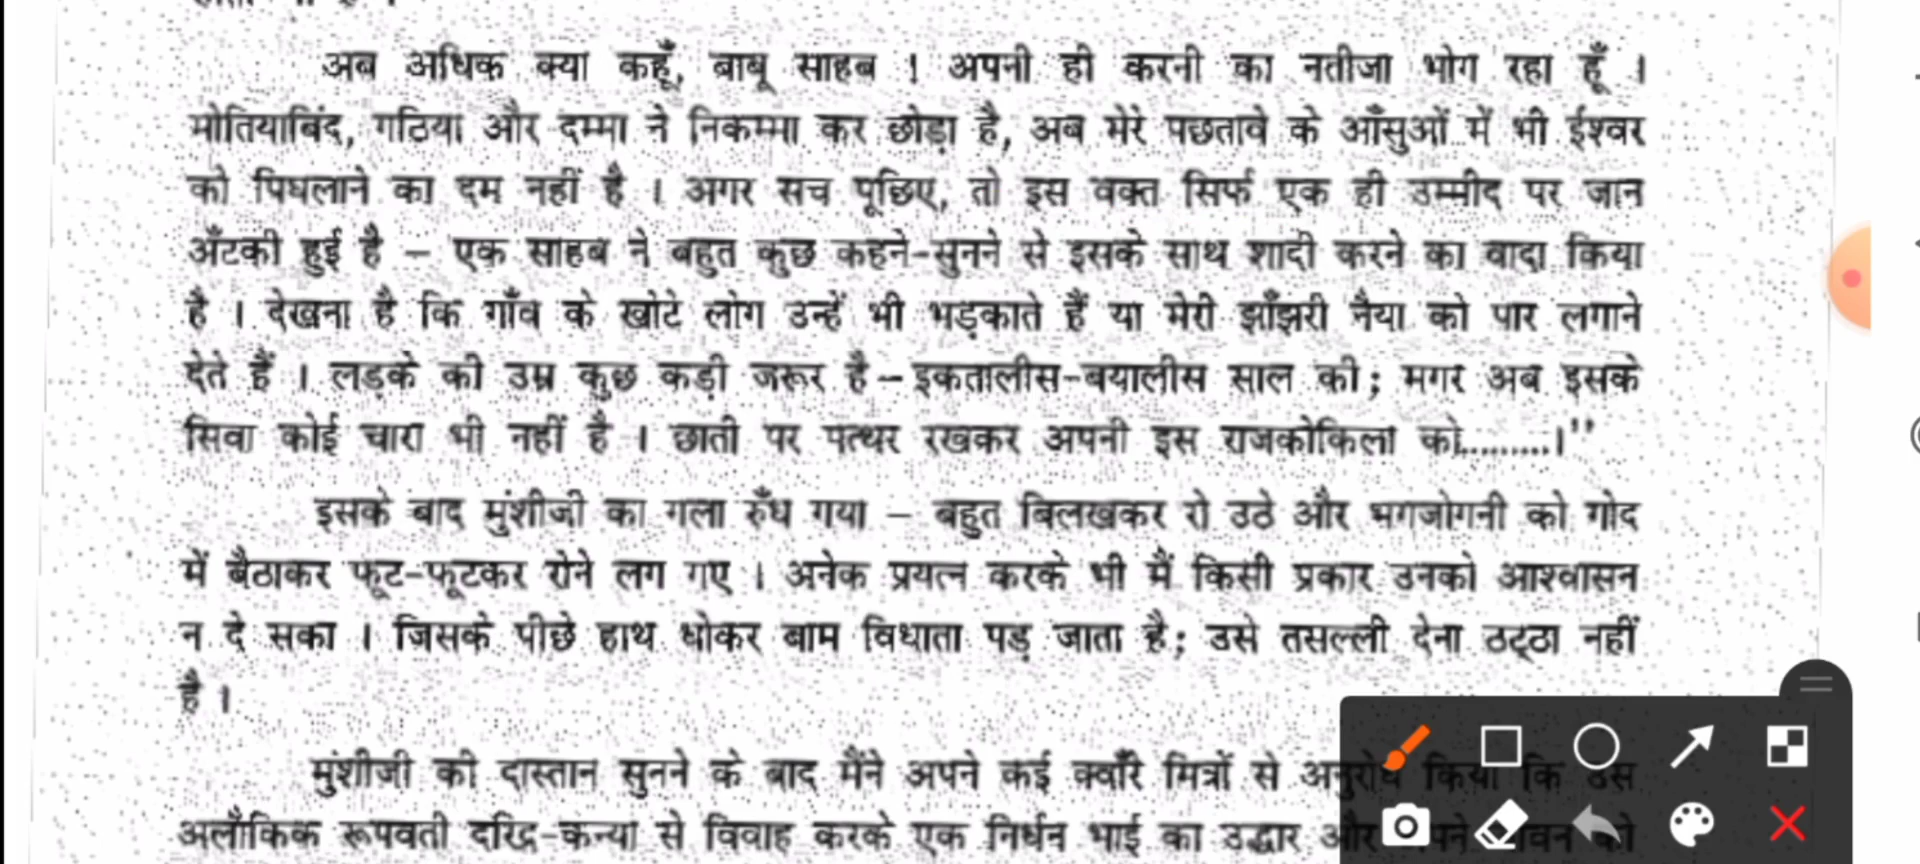 अब अधिक क्या कहूँ, बाबू साहब ! अपनी ही करनी का नतीजा भोग रहा हूँ ।
मोतियाबिंद, गठिया और दम्मा ने निकम्मा कर छोड़ा है, अब मेरे पछतावे के आँसुओं में भी ईश्वर
को पिघलाने का दम नहीं है । अगर सच पूछिए, तो इस वक्त सिर्फ एक ही उम्मीद पर जान
अँटकी हुई है – एक साहब ने बहुत कुछ कहने-सुनने से इसके साथ शादी करने का वादा किया
है । देखना है कि गाँव के खोटे लोग उन्हें भी भड़काते हैं या मेरी झाँझरी नैया को पार लगाने
देते हैं । लड़के की उम्र कुछ कड़ी जरूर है – इकतालीस-बयालीस साल की; मगर अब इसके
सिवा कोई चारा भी नहीं है । छाती पर पत्थर रखकर अपनी इस राजकोकिला को.........।''
इसके बाद मुंशीजी का गला रुँध गया – बहुत बिलखकर रो उठे और भगजोगनी को गोद
में बैठाकर फूट-फूटकर रोने लग गए । अनेक प्रयत्न करके भी मैं किसी प्रकार उनको आश्वासन
न दे सका । जिसके पीछे हाथ धोकर बाम विधाता पड़ जाता है; उसे तसल्ली देना ठट्ठा नहीं
है ।
मुंशीजी की दास्तान सुनने के बाद मैंने अपने कई क्वाँरे मित्रों से अनुरोध किया कि उस
अलौकिक रूपवती दरिद्र-कन्या से विवाह करके एक निर्धन भाई का उद्धार और